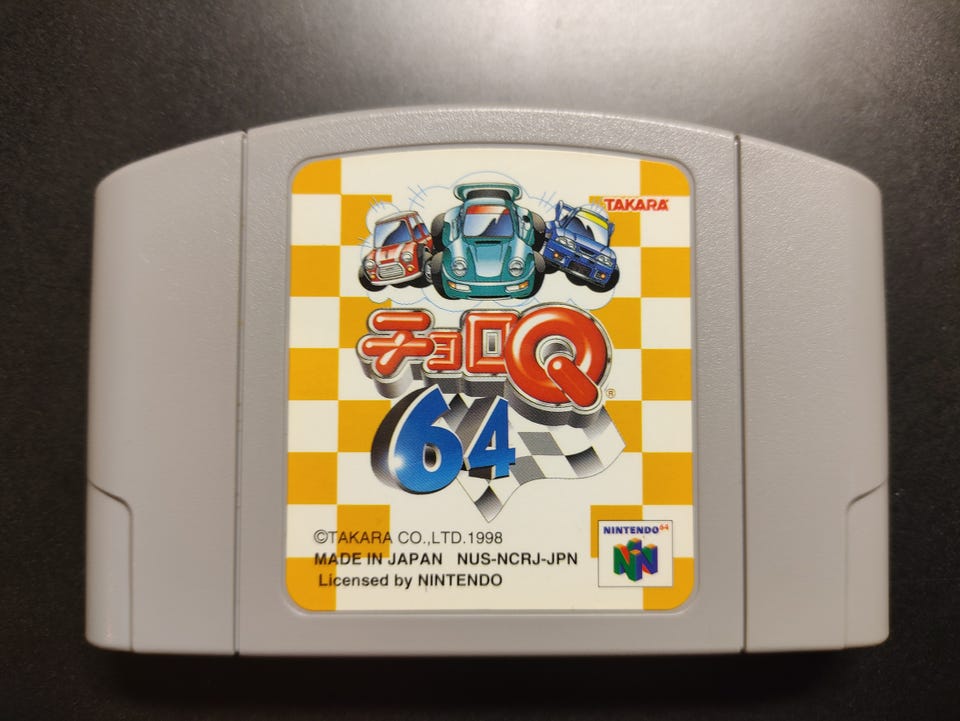 TAKARA
チョロQ®
64
©TAKARA CO.,LTD.1998
MADE IN JAPAN NUS-NCRJ-JPN
Licensed by NINTENDO
NINTENDO64